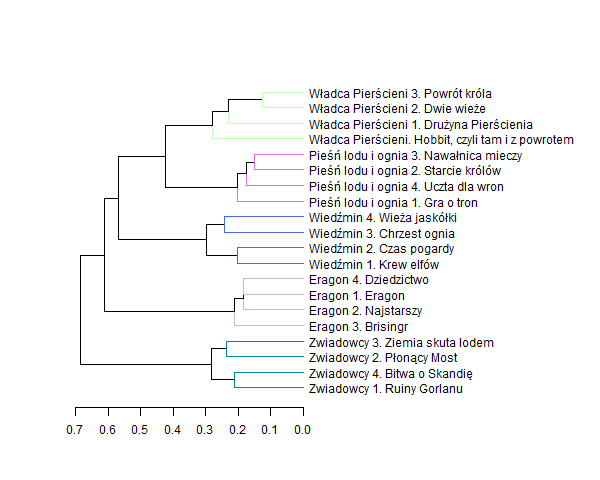 Władca Pierścieni 3. Powrót króla
Władca Pierścieni 2. Dwie wieże
Władca Pierścieni 1. Drużyna Pierścienia
Władca Pierścieni. Hobbit, czyli tam i z powrotem
Pieśń lodu i ognia 3. Nawałnica mieczy
Pieśń lodu i ognia 2. Starcie królów
Pieśń lodu i ognia 4. Uczta dla wron
Pieśń lodu i ognia 1. Gra o tron
Wiedźmin 4. Wieża jaskółki
Wiedźmin 3. Chrzest ognia
Wiedźmin 2. Czas pogardy
Wiedźmin 1. Krew elfów
Eragon 4. Dziedzictwo
Eragon 1. Eragon
Eragon 2. Najstarszy
Eragon 3. Brisingr
Zwiadowcy 3. Ziemia skuta lodem
Zwiadowcy 2. Płonący Most
Zwiadowcy 4. Bitwa o Skandię
Zwiadowcy 1. Ruiny Gorlanu
0.7 0.6 0.5 0.4 0.3 0.2 0.1 0.0